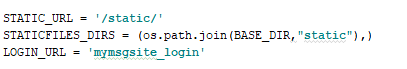 STATIC_URL = '/static/'
STATICFILES_DIRS = (os.path.join(BASE_DIR,"static"),)
LOGIN_URL = 'mymsgsite_login'